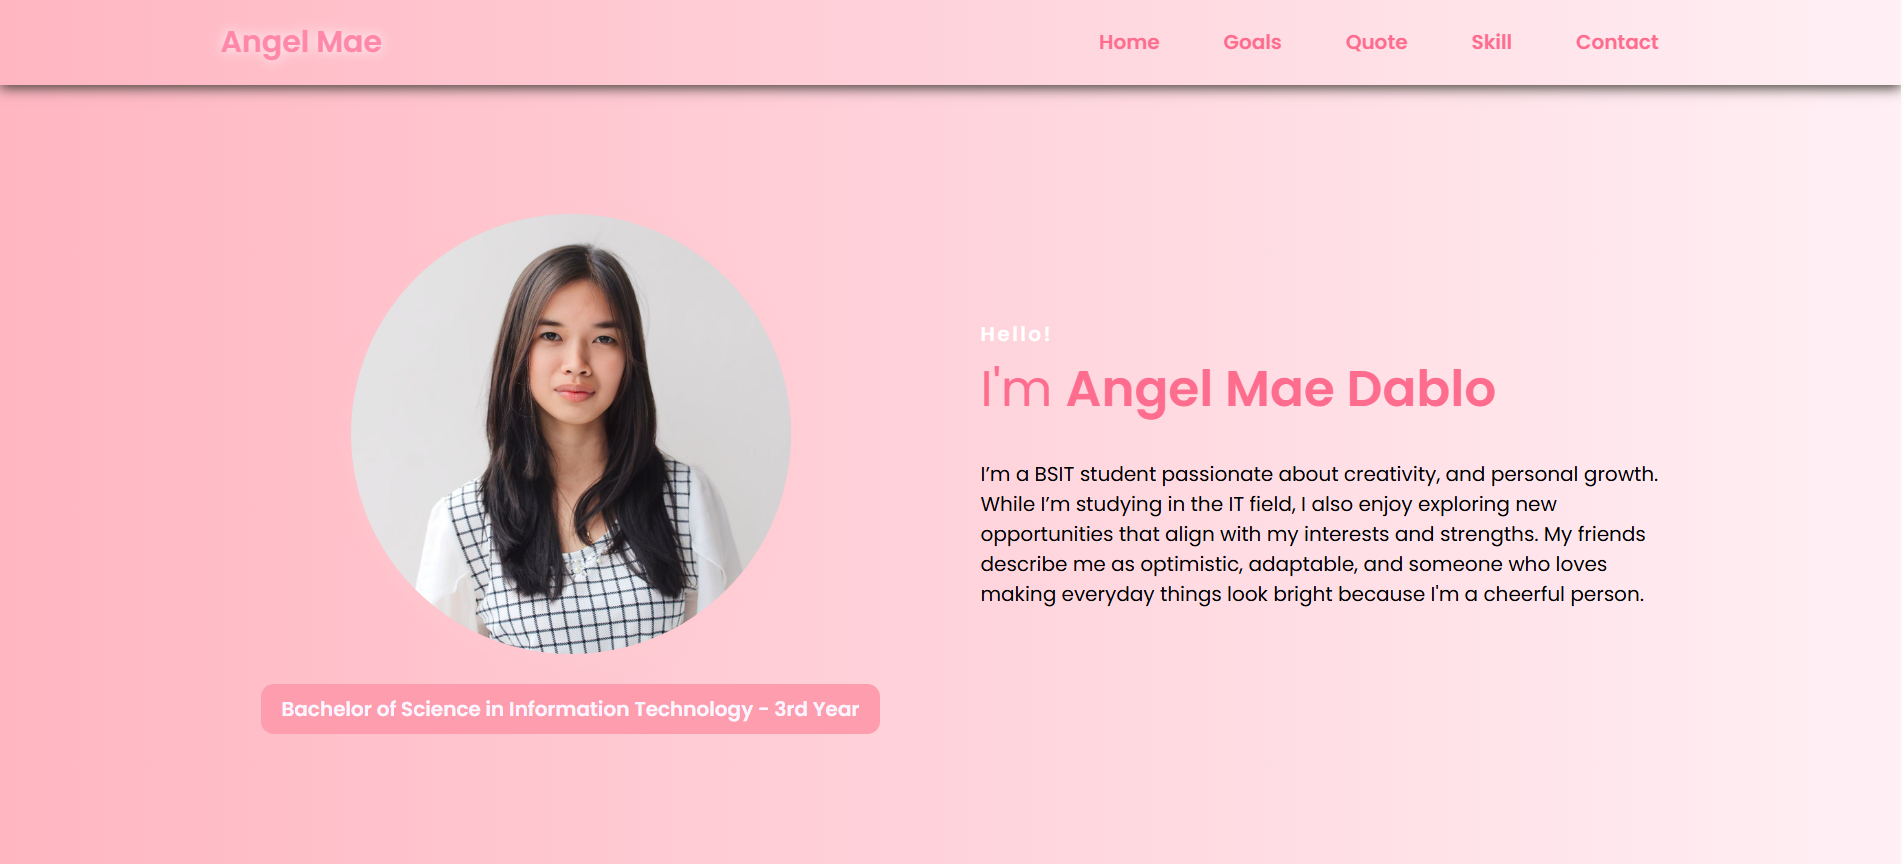 Angel Mae
Home Goals Quote Skill Contact
Hello!
I'm Angel Mae Dablo
I’m a BSIT student passionate about creativity, and personal growth.
While I’m studying in the IT field, I also enjoy exploring new
opportunities that align with my interests and strengths. My friends
describe me as optimistic, adaptable, and someone who loves
making everyday things look bright because I'm a cheerful person.
Bachelor of Science in Information Technology - 3rd Year